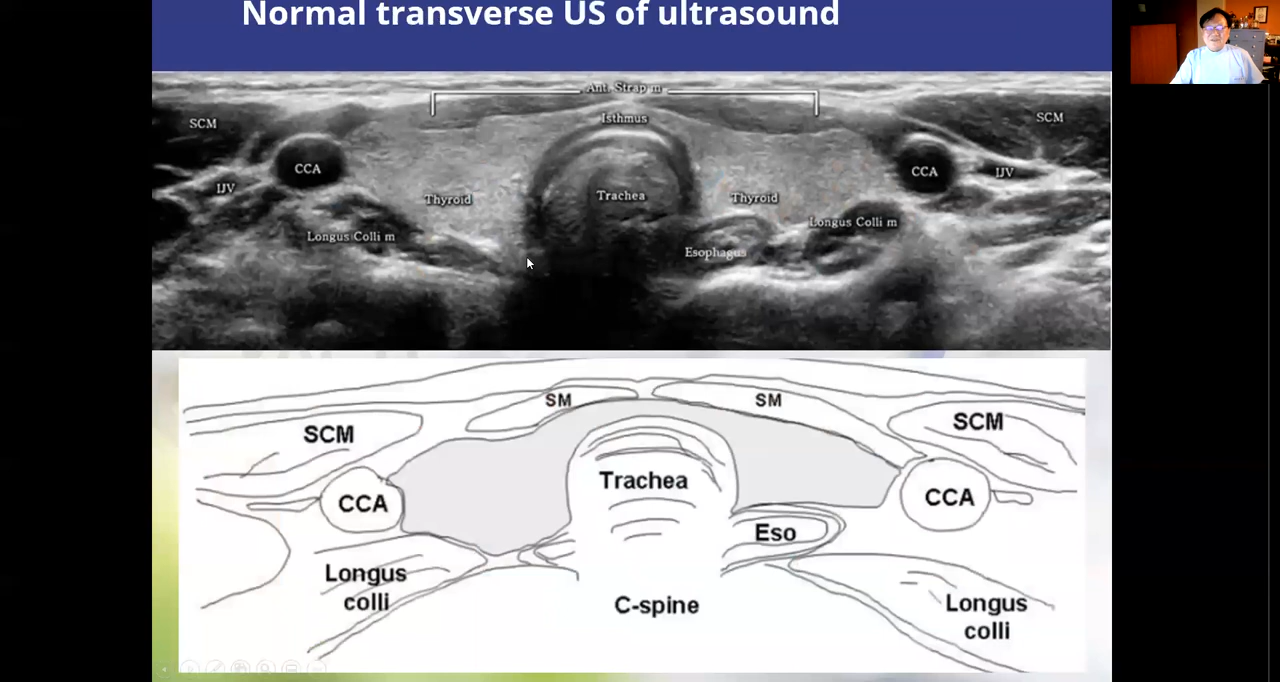 Normal transverse US of ultrasound
Ant. Strap m
Isthmus
SCM
SCM
CCA
CCA
IJV
IJV
Trachea
Thyroid
Thyroid
Longus Colli m
Longus Colli m
Esophagus
SM
SM
SCM
SCM
Trachea
CCA
CCA
Eso
Longus
colli
C-spine
Longus
colli